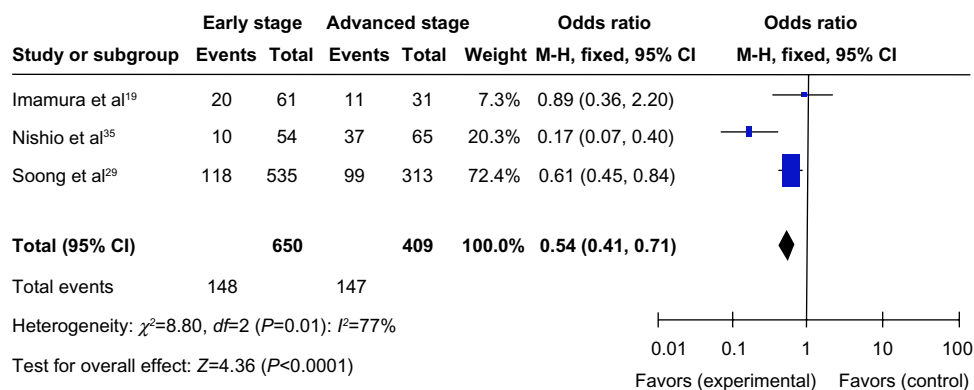 Early stage Advanced stage Odds ratio Odds ratio
Study or subgroup Events Total Events Total Weight M-H, fixed, 95% CI M-H, fixed, 95% CI
Imamura et al¹⁹ 20 61 11 31 7.3% 0.89 (0.36, 2.20)
Nishio et al³⁵ 10 54 37 65 20.3% 0.17 (0.07, 0.40)
Soong et al²⁹ 118 535 99 313 72.4% 0.61 (0.45, 0.84)
Total (95% CI) 650 409 100.0% 0.54 (0.41, 0.71)
Total events 148 147
Heterogeneity: χ²=8.80, df=2 (P=0.01): I²=77%
Test for overall effect: Z=4.36 (P<0.0001)
0.01 0.1 1 10 100
Favors (experimental) Favors (control)